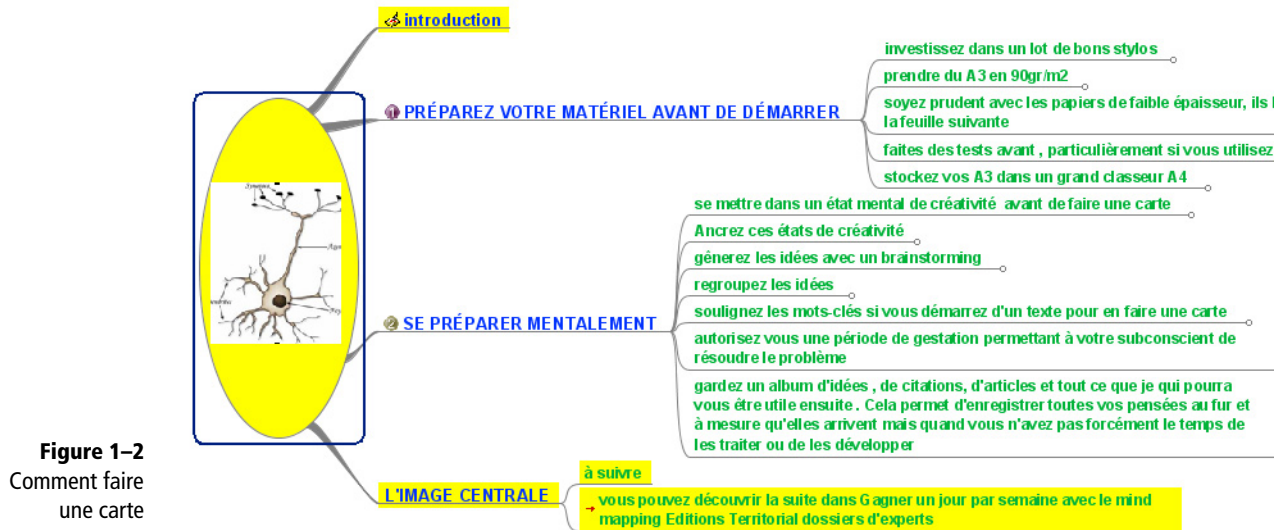 introduction
PRÉPAREZ VOTRE MATÉRIEL AVANT DE DÉMARRER
investissez dans un lot de bons stylos
prendre du A3 en 90gr/m2
soyez prudent avec les papiers de faible épaisseur, ils
la feuille suivante
faites des tests avant , particulièrement si vous utilisez
stockez vos A3 dans un grand classeur A4
SE PRÉPARER MENTALEMENT
se mettre dans un état mental de créativité avant de faire une carte
Ancrez ces états de créativité
gênerez les idées avec un brainstorming
regroupez les idées
soulignez les mots-clés si vous démarrez d'un texte pour en faire une carte
autorisez vous une période de gestation permettant à votre subconscient de
résoudre le problème
gardez un album d'idées , de citations, d'articles et tout ce que je qui pourra
vous être utile ensuite . Cela permet d'enregistrer toutes vos pensées au fur et
à mesure qu'elles arrivent mais quand vous n'avez pas forcément le temps de
les traiter ou de les développer
L'IMAGE CENTRALE
à suivre
vous pouvez découvrir la suite dans Gagner un jour par semaine avec le mind
mapping Editions Territorial dossiers d'experts
Figure 1–2
Comment faire
une carte